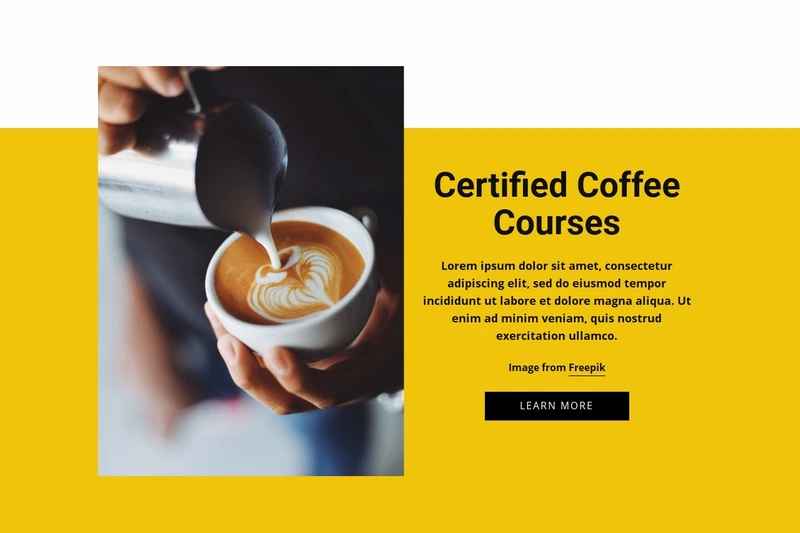 Certified Coffee
Courses
Lorem ipsum dolor sit amet, consectetur
adipiscing elit, sed do eiusmod tempor
incididunt ut labore et dolore magna aliqua. Ut
enim ad minim veniam, quis nostrud
exercitation ullamco.
Image from Freepik
LEARN MORE